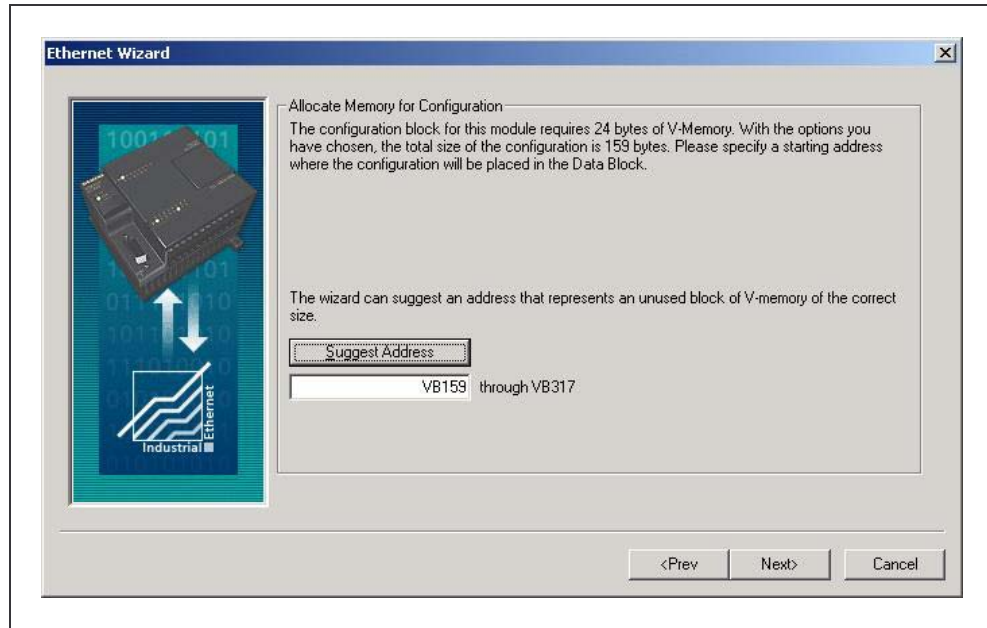 Ethernet Wizard
Allocate Memory for Configuration
The configuration block for this module requires 24 bytes of V-Memory. With the options you
have chosen, the total size of the configuration is 159 bytes. Please specify a starting address
where the configuration will be placed in the Data Block.
The wizard can suggest an address that represents an unused block of V-memory of the correct
size.
Suggest Address
VB159 through VB317
Industrial Ethernet
<Prev Next> Cancel